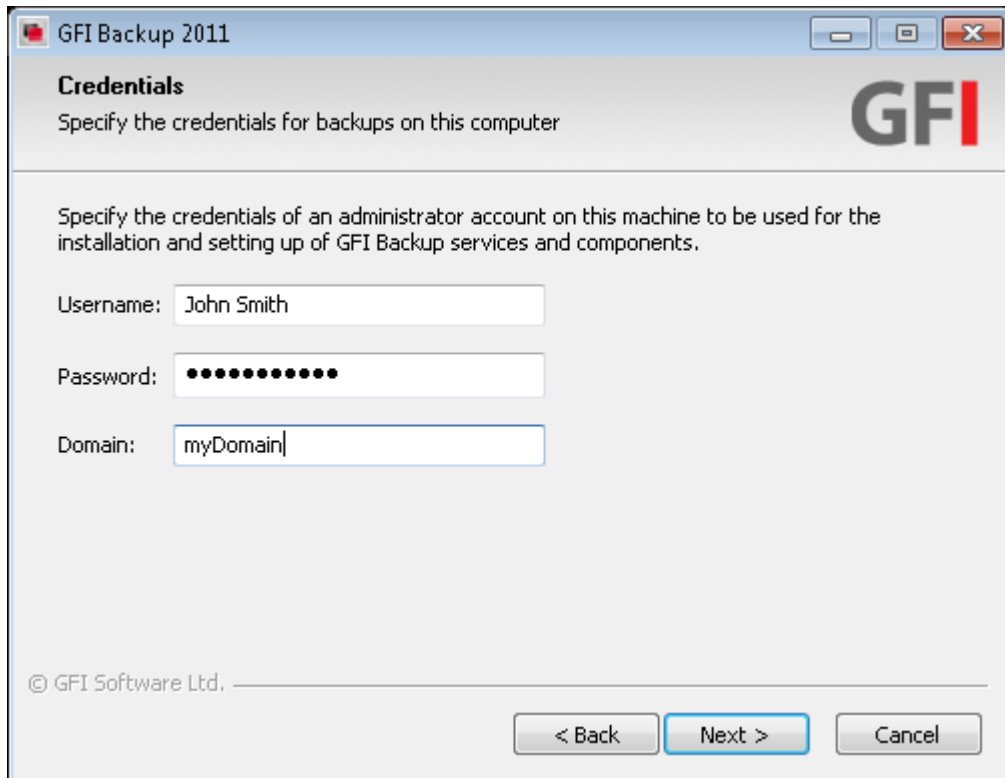 GFI Backup 2011
Credentials
Specify the credentials for backups on this computer
GFI
Specify the credentials of an administrator account on this machine to be used for the
installation and setting up of GFI Backup services and components.
Username: John Smith
Password: ●●●●●●●●●●●
Domain: myDomain
© GFI Software Ltd.
< Back Next > Cancel